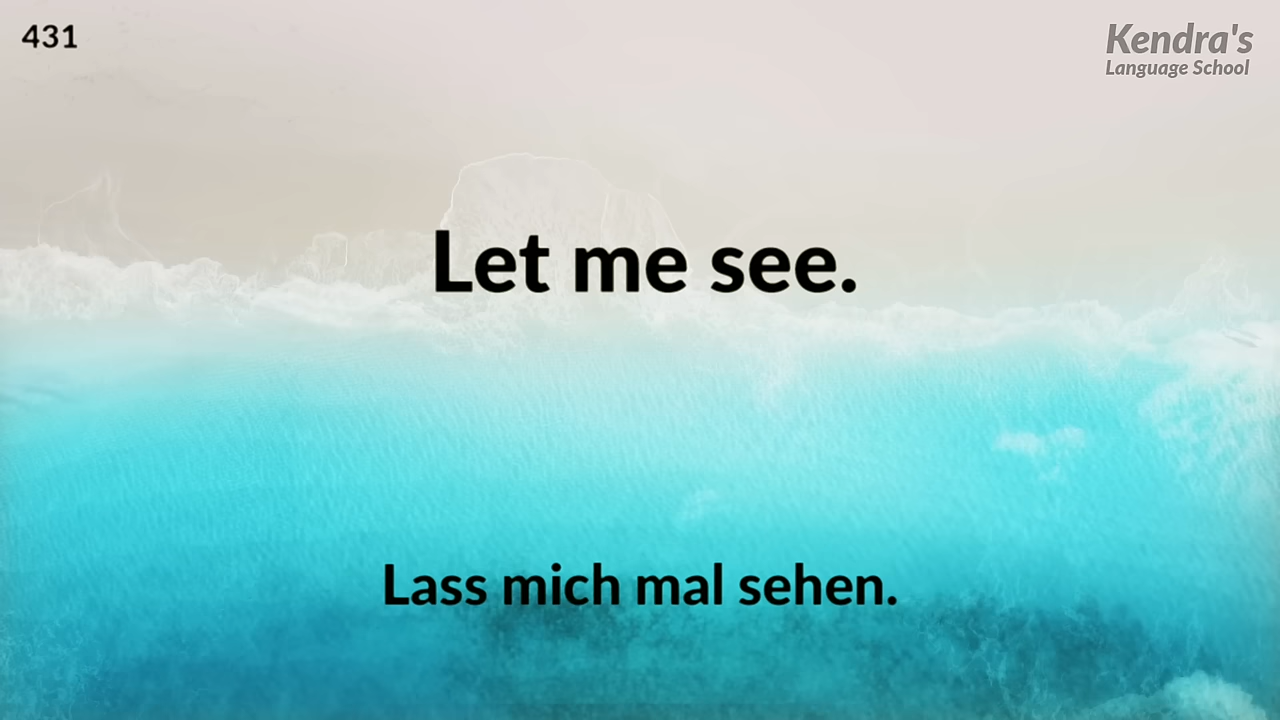 431
Kendra's
Language School
Let me see.
Lass mich mal sehen.